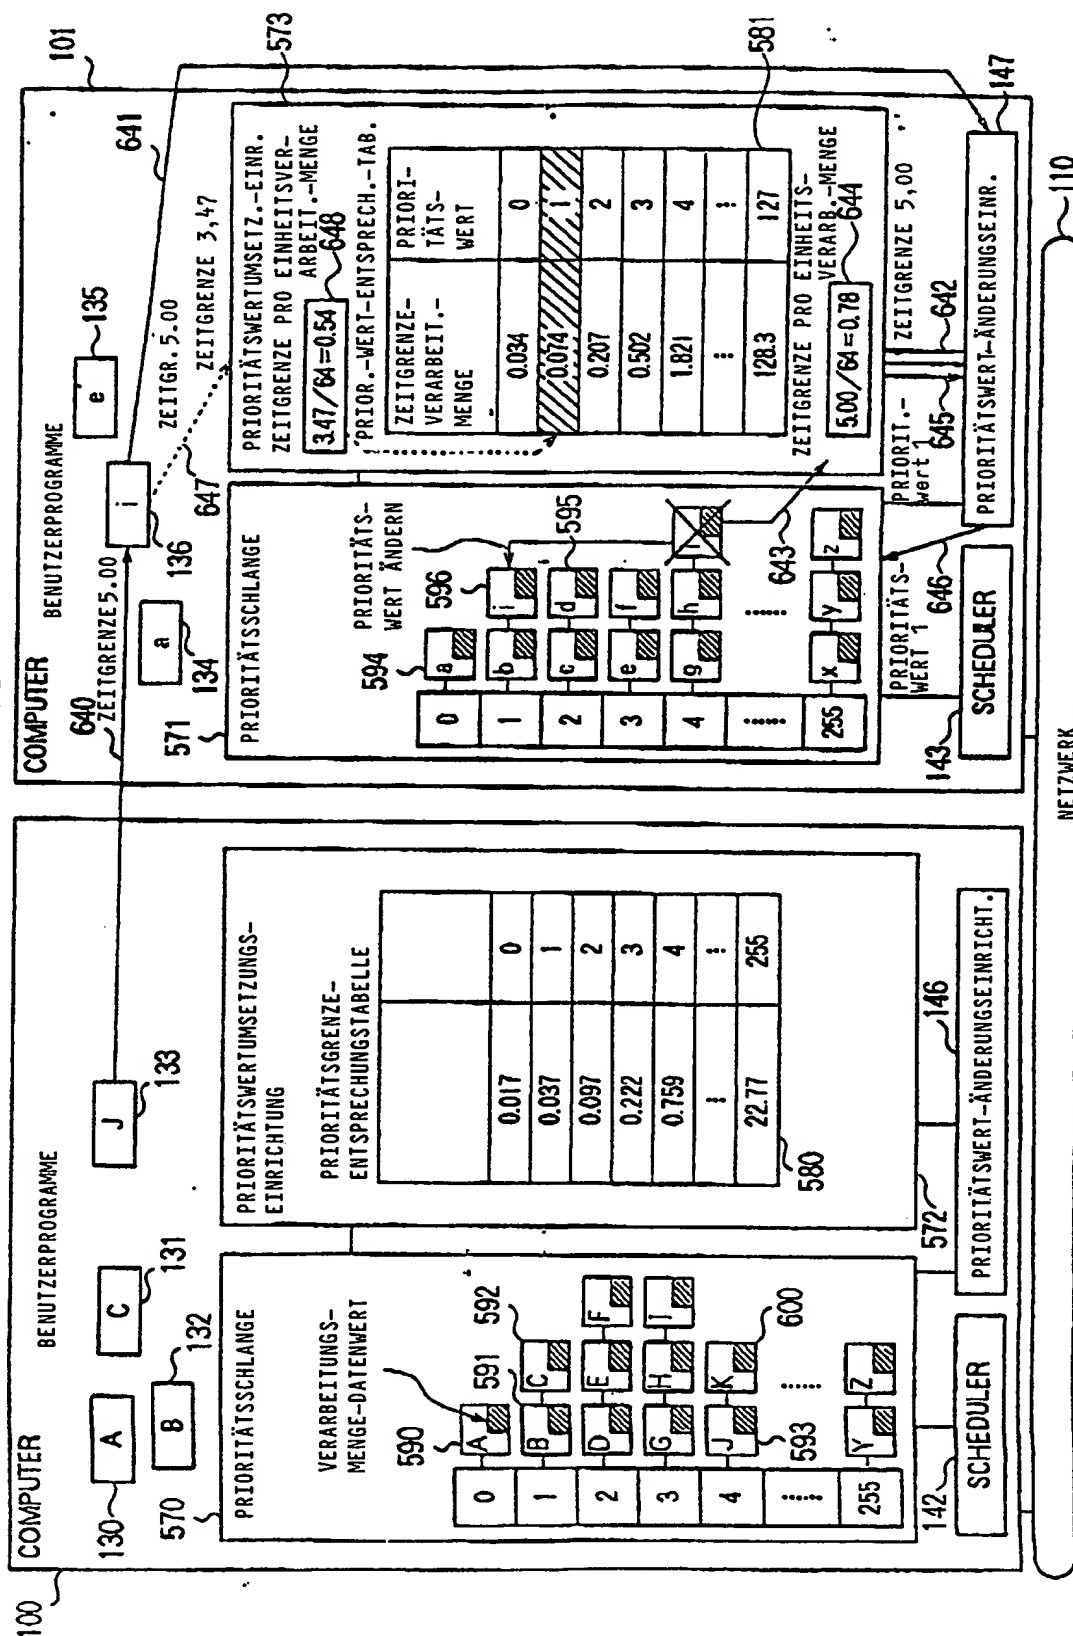 100
COMPUTER
BENUTZERPROGRAMME
A
130
B
132
C
131
J
133
570
PRIORITÄTSSCHLANGE
VERARBEITUNGS-
MENGE-DATENWERT
590
591
592
0 A
1 B C
2 D E F
3 G H I
4 J K
593
600
......
255 Y Z
142
SCHEDULER
PRIORITÄTSWERTUMSETZUNGS-
EINRICHTUNG
PRIORITÄTSGRENZE-
ENTSPRECHUNGSTABELLE
0.017 0
0.037 1
0.097 2
0.222 3
0.759 4
⋮ ⋮
22.77 255
580
572
146
PRIORITÄTSWERT-ÄNDERUNGSEINRICHT.
COMPUTER
101
BENUTZERPROGRAMME
640
ZEITGRENZE5.00
a
134
i
136
e
135
641
647
ZEITGR.5.00
ZEITGRENZE 3,47
571
PRIORITÄTSSCHLANGE
PRIORITÄTS-
WERT ÄNDERN
594
596
595
0 a
1 b i
2 c d
3 e f
4 g h i
......
255 x y z
643
573
PRIORITÄTSWERTUMSETZ.-EINR.
ZEITGRENZE PRO EINHEITSVER-
ARBEIT.-MENGE
3.47/64=0.54
648
PRIOR.-WERT-ENTSPRECH.-TAB.
ZEITGRENZE-
VERARBEIT.-
MENGE
PRIORI-
TÄTS-
WERT
0.034 0
0.074 1
0.207 2
0.502 3
1.821 4
⋮ ⋮
128.3 127
581
ZEITGRENZE PRO EINHEITS-
VERARB.-MENGE
5.00/64=0.78
644
143
SCHEDULER
PRIORITÄTS-
WERT 1
646
PRIORIT.-
Wert 1
645
642
ZEITGRENZE 5,00
147
PRIORITÄTSWERT-ÄNDERUNGSEINR.
NETZWERK
110